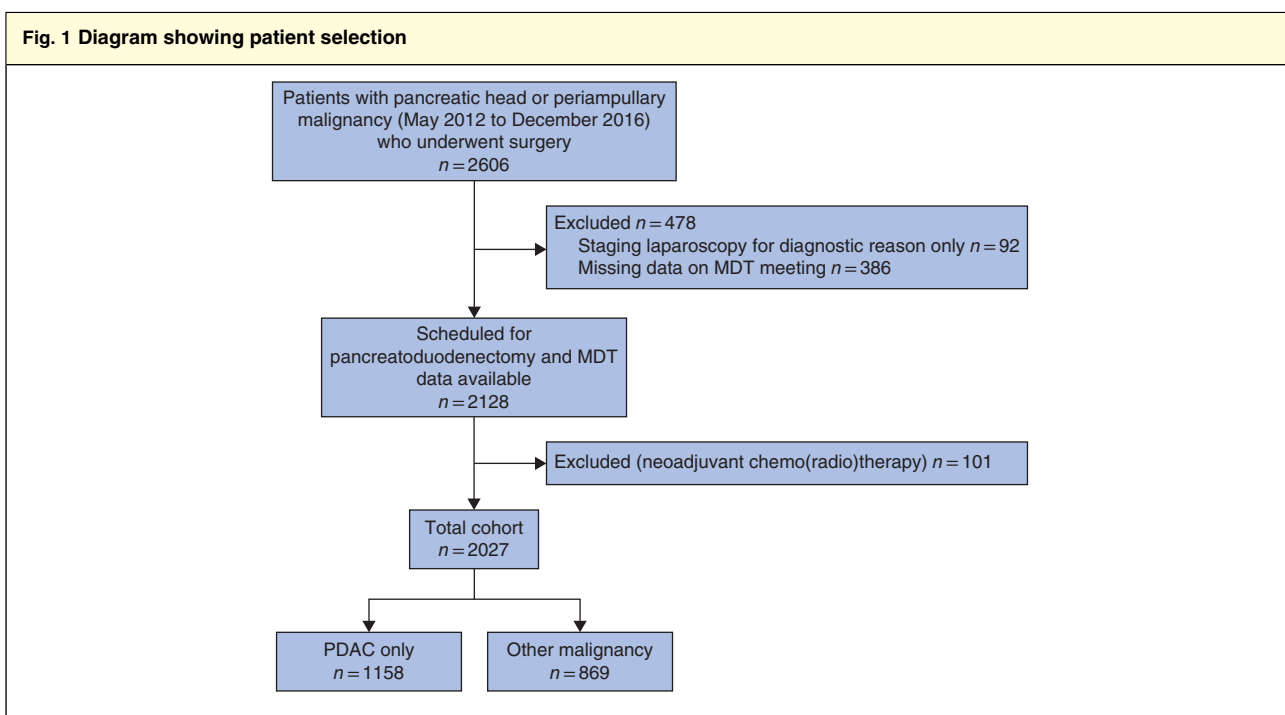 Fig. 1 Diagram showing patient selection
Patients with pancreatic head or periampullary
malignancy (May 2012 to December 2016)
who underwent surgery
n = 2606
Excluded n = 478
Staging laparoscopy for diagnostic reason only n = 92
Missing data on MDT meeting n = 386
Scheduled for
pancreatoduodenectomy and MDT
data available
n = 2128
Excluded (neoadjuvant chemo(radio)therapy) n = 101
Total cohort
n = 2027
PDAC only
n = 1158
Other malignancy
n = 869